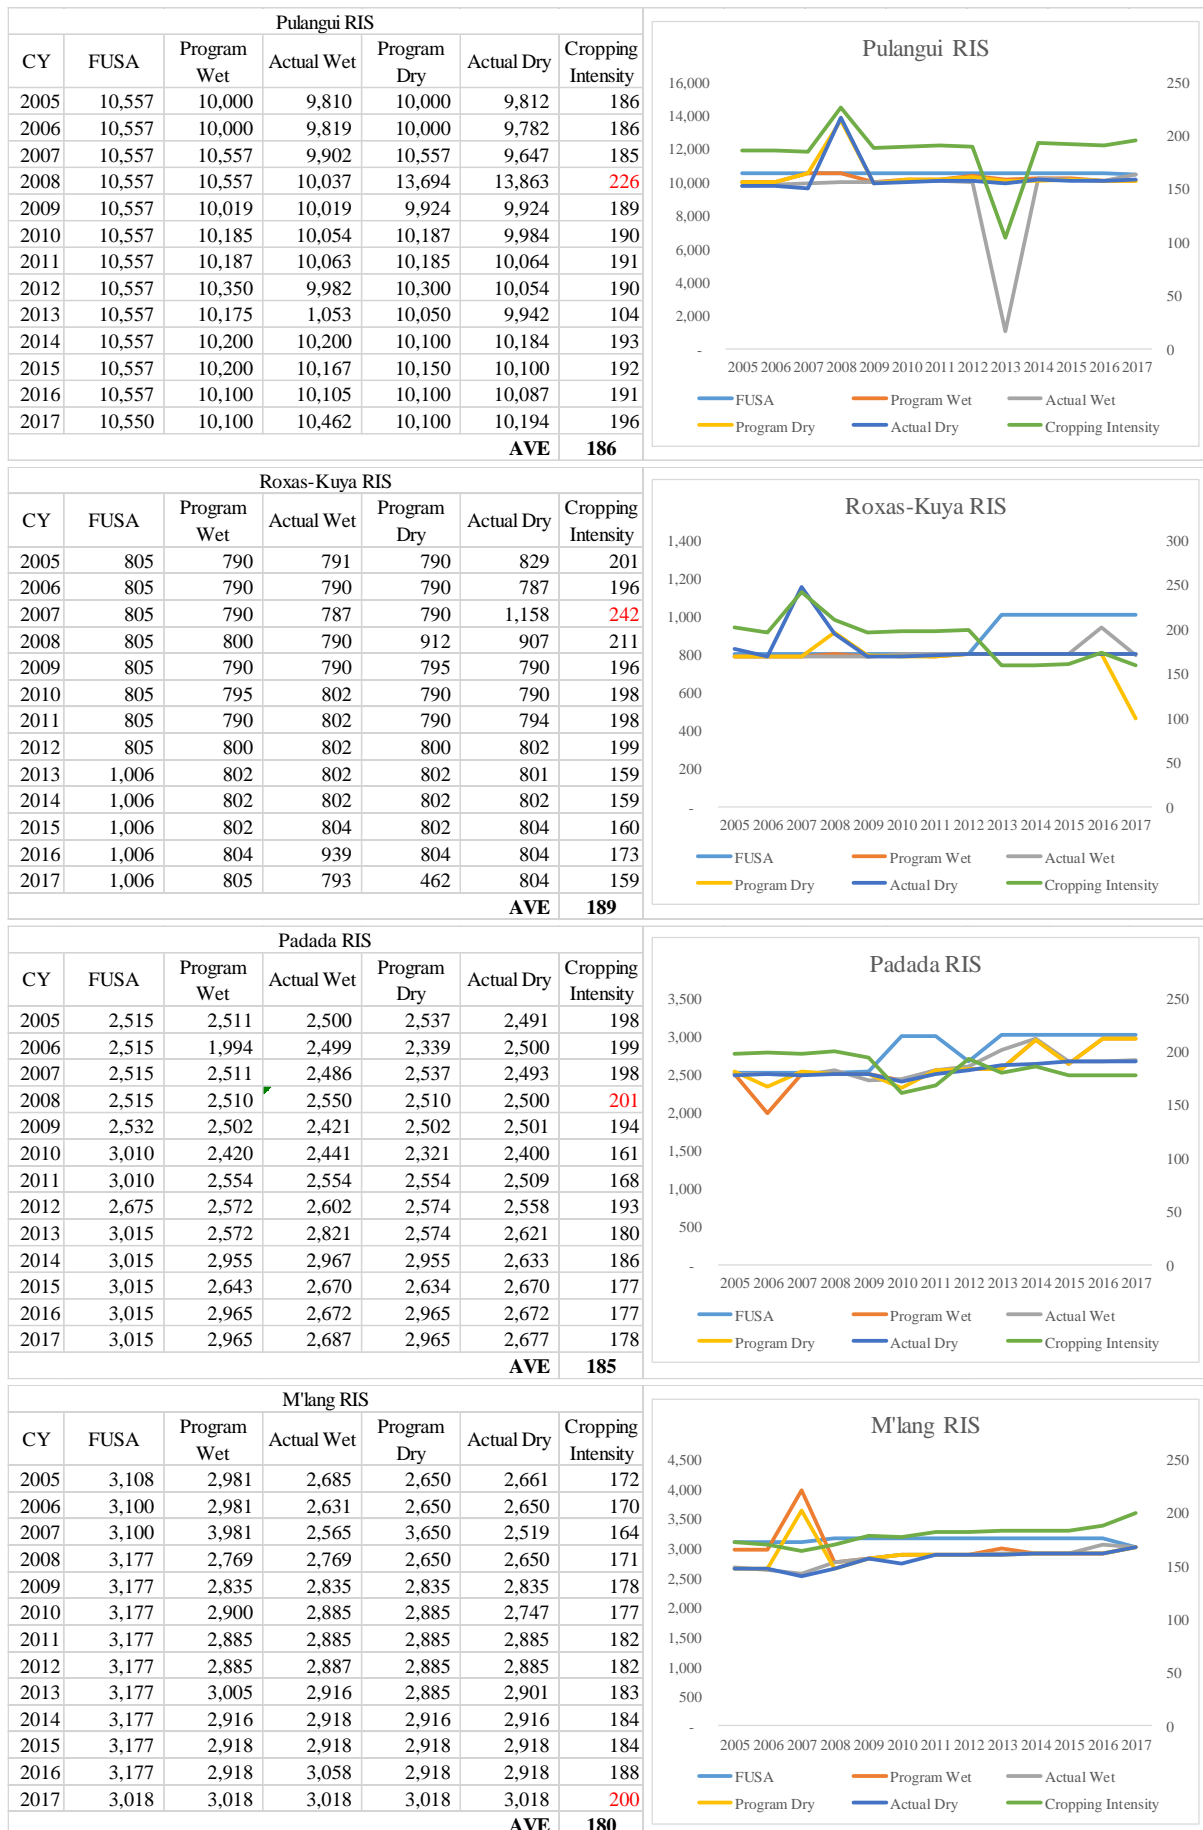 Pulangui RIS
CY FUSA Program Wet Actual Wet Program Dry Actual Dry Cropping Intensity
2005 10,557 10,000 9,810 10,000 9,812 186
2006 10,557 10,000 9,819 10,000 9,782 186
2007 10,557 10,557 9,902 10,557 9,647 185
2008 10,557 10,557 10,037 13,694 13,863 226
2009 10,557 10,019 10,019 9,924 9,924 189
2010 10,557 10,185 10,054 10,187 9,984 190
2011 10,557 10,187 10,063 10,185 10,064 191
2012 10,557 10,350 9,982 10,300 10,054 190
2013 10,557 10,175 1,053 10,050 9,942 104
2014 10,557 10,200 10,200 10,100 10,184 193
2015 10,557 10,200 10,167 10,150 10,100 192
2016 10,557 10,100 10,105 10,100 10,087 191
2017 10,550 10,100 10,462 10,100 10,194 196
AVE 186
Pulangui RIS
16,000 250
14,000 200
12,000
10,000 150
8,000
6,000 100
4,000 50
2,000
- 0
2005 2006 2007 2008 2009 2010 2011 2012 2013 2014 2015 2016 2017
FUSA Program Wet Actual Wet
Program Dry Actual Dry Cropping Intensity
Roxas-Kuya RIS
CY FUSA Program Wet Actual Wet Program Dry Actual Dry Cropping Intensity
2005 805 790 791 790 829 201
2006 805 790 790 790 787 196
2007 805 790 787 790 1,158 242
2008 805 800 790 912 907 211
2009 805 790 790 795 790 196
2010 805 795 802 790 790 198
2011 805 790 802 790 794 198
2012 805 800 802 800 802 199
2013 1,006 802 802 802 801 159
2014 1,006 802 802 802 802 159
2015 1,006 802 804 802 804 160
2016 1,006 804 939 804 804 173
2017 1,006 805 793 462 804 159
AVE 189
Roxas-Kuya RIS
1,400 300
1,200 250
1,000 200
800
600 150
400 100
200 50
- 0
2005 2006 2007 2008 2009 2010 2011 2012 2013 2014 2015 2016 2017
FUSA Program Wet Actual Wet
Program Dry Actual Dry Cropping Intensity
Padada RIS
CY FUSA Program Wet Actual Wet Program Dry Actual Dry Cropping Intensity
2005 2,515 2,511 2,500 2,537 2,491 198
2006 2,515 1,994 2,499 2,339 2,500 199
2007 2,515 2,511 2,486 2,537 2,493 198
2008 2,515 2,510 2,550 2,510 2,500 201
2009 2,532 2,502 2,421 2,502 2,501 194
2010 3,010 2,420 2,441 2,321 2,400 161
2011 3,010 2,554 2,554 2,554 2,509 168
2012 2,675 2,572 2,602 2,574 2,558 193
2013 3,015 2,572 2,821 2,574 2,621 180
2014 3,015 2,955 2,967 2,955 2,633 186
2015 3,015 2,643 2,670 2,634 2,670 177
2016 3,015 2,965 2,672 2,965 2,672 177
2017 3,015 2,965 2,687 2,965 2,677 178
AVE 185
Padada RIS
3,500 250
3,000 200
2,500
2,000 150
1,500 100
1,000
500 50
- 0
2005 2006 2007 2008 2009 2010 2011 2012 2013 2014 2015 2016 2017
FUSA Program Wet Actual Wet
Program Dry Actual Dry Cropping Intensity
M'lang RIS
CY FUSA Program Wet Actual Wet Program Dry Actual Dry Cropping Intensity
2005 3,108 2,981 2,685 2,650 2,661 172
2006 3,100 2,981 2,631 2,650 2,650 170
2007 3,100 3,981 2,565 3,650 2,519 164
2008 3,177 2,769 2,769 2,650 2,650 171
2009 3,177 2,835 2,835 2,835 2,835 178
2010 3,177 2,900 2,885 2,885 2,747 177
2011 3,177 2,885 2,885 2,885 2,885 182
2012 3,177 2,885 2,887 2,885 2,885 182
2013 3,177 3,005 2,916 2,885 2,901 183
2014 3,177 2,916 2,918 2,916 2,916 184
2015 3,177 2,918 2,918 2,918 2,918 184
2016 3,177 2,918 3,058 2,918 2,918 188
2017 3,018 3,018 3,018 3,018 3,018 200
AVE 180
M'lang RIS
4,500 250
4,000 200
3,500
3,000 150
2,500
2,000 100
1,500
1,000 50
500
- 0
2005 2006 2007 2008 2009 2010 2011 2012 2013 2014 2015 2016 2017
FUSA Program Wet Actual Wet
Program Dry Actual Dry Cropping Intensity